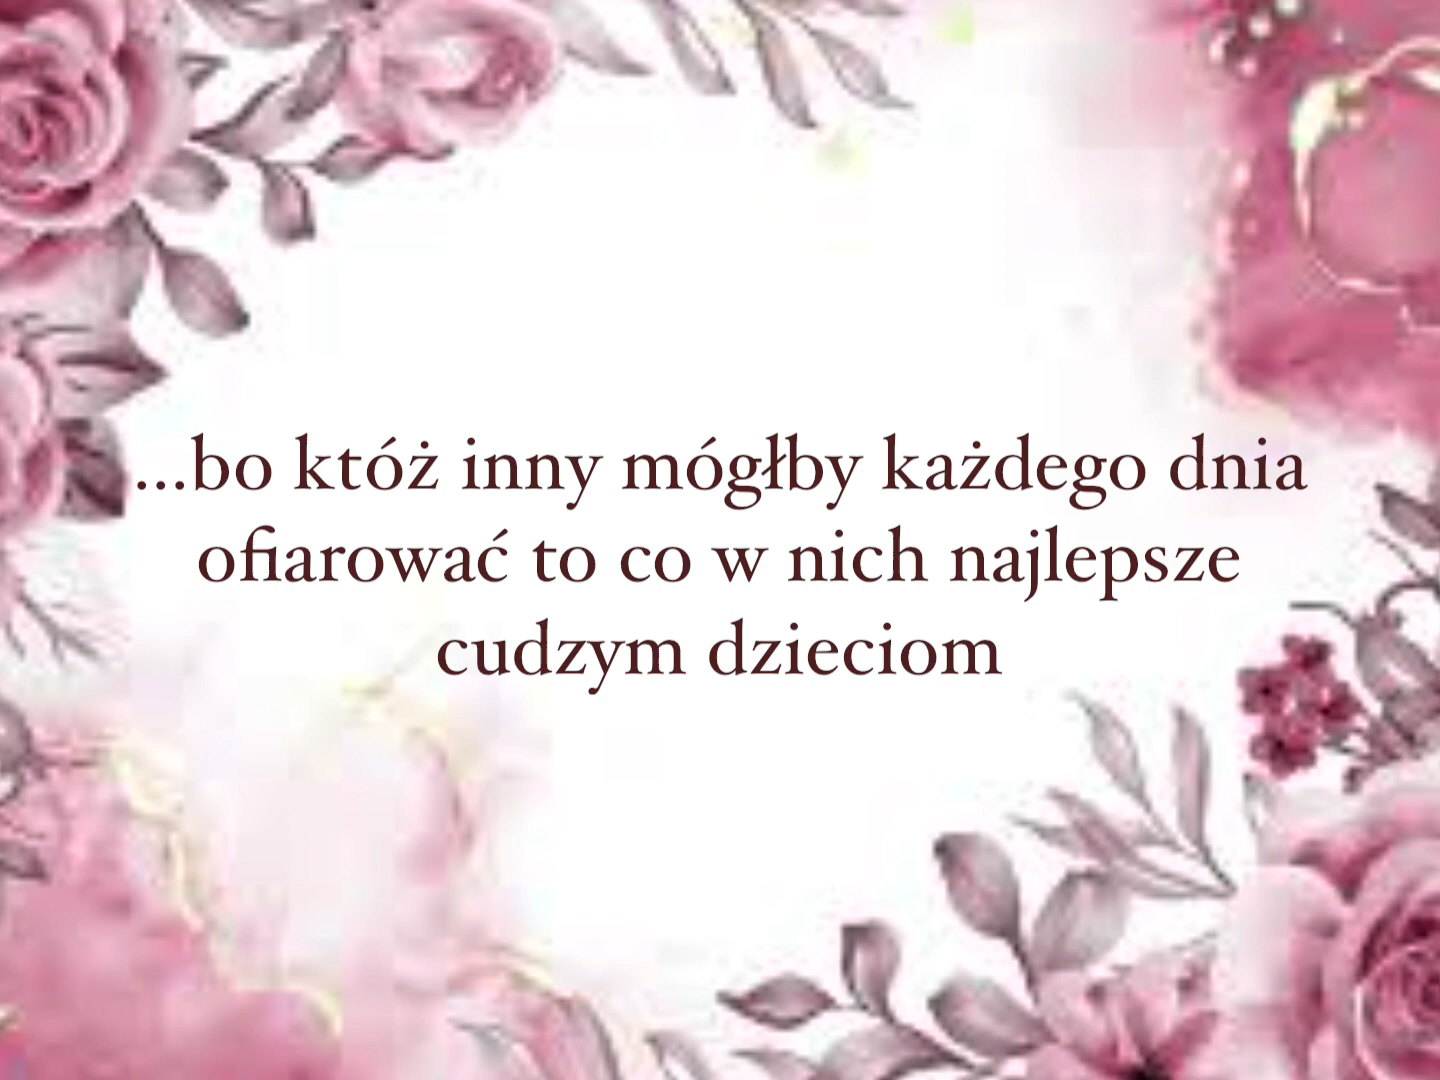 ...bo któż inny mógłby każdego dnia
ofiarować to co w nich najlepsze
cudzym dzieciom